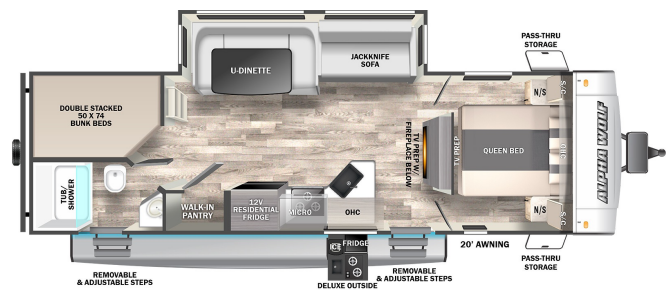 PASS-THRU
STORAGE
U-DINETTE
JACKKNIFE
SOFA
DOUBLE STACKED
50 X 74
BUNK BEDS
N/S
S/C
TV PREP W/
FIREPLACE BELOW
TV PREP
QUEEN BED
OHC
ALPHA WOLF
TUB/
SHOWER
WALK-IN
PANTRY
12V
RESIDENTIAL
FRIDGE
MICRO
OHC
N/S
S/C
20' AWNING
ICE
FRIDGE
REMOVABLE
& ADJUSTABLE STEPS
DELUXE OUTSIDE
REMOVABLE
& ADJUSTABLE STEPS
PASS-THRU
STORAGE